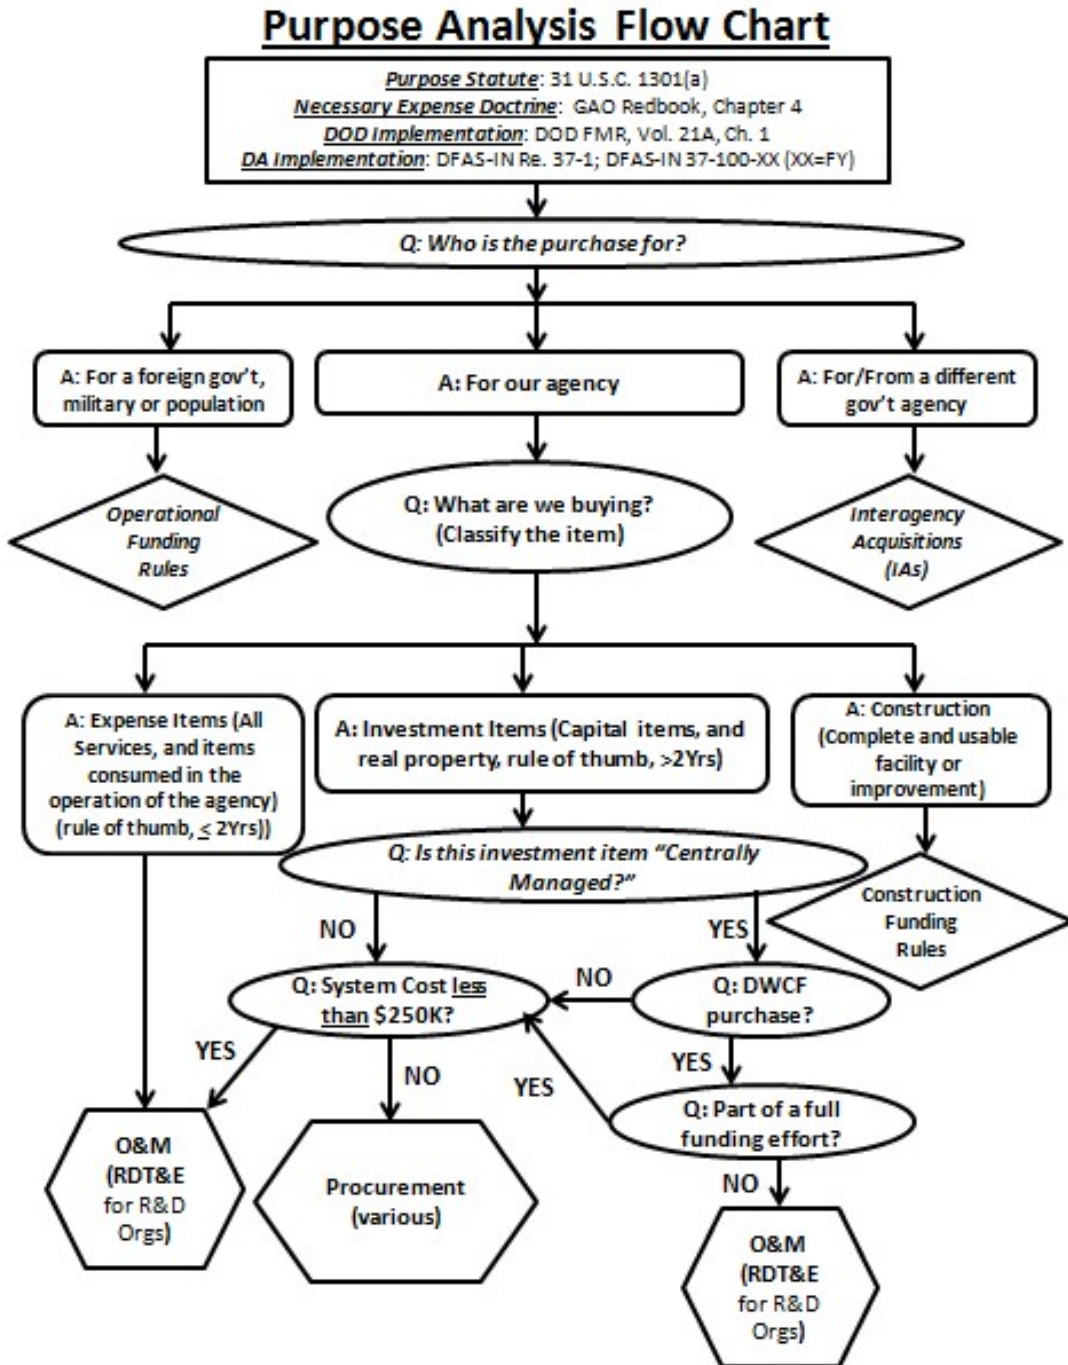 Purpose Analysis Flow Chart
Purpose Statute: 31 U.S.C. 1301(a)
Necessary Expense Doctrine: GAO Redbook, Chapter 4
DOD Implementation: DOD FMR, Vol. 21A, Ch. 1
DA Implementation: DFAS-IN Re. 37-1; DFAS-IN 37-100-XX (XX=FY)
Q: Who is the purchase for?
A: For a foreign gov't,
military or population
A: For our agency
A: For/From a different
gov't agency
Operational
Funding
Rules
Q: What are we buying?
(Classify the item)
Interagency
Acquisitions
(IAs)
A: Expense Items (All
Services, and items
consumed in the
operation of the agency)
(rule of thumb, < 2Yrs))
A: Investment Items (Capital items, and
real property, rule of thumb, >2Yrs)
A: Construction
(Complete and usable
facility or
improvement)
Q: Is this investment item "Centrally
Managed?"
Construction
Funding
Rules
NO
YES
Q: System Cost less
than $250K?
NO
Q: DWCF
purchase?
YES
NO
YES
YES
Q: Part of a full
funding effort?
NO
O&M
(RDT&E
for R&D
Orgs)
Procurement
(various)
O&M
(RDT&E
for R&D
Orgs)